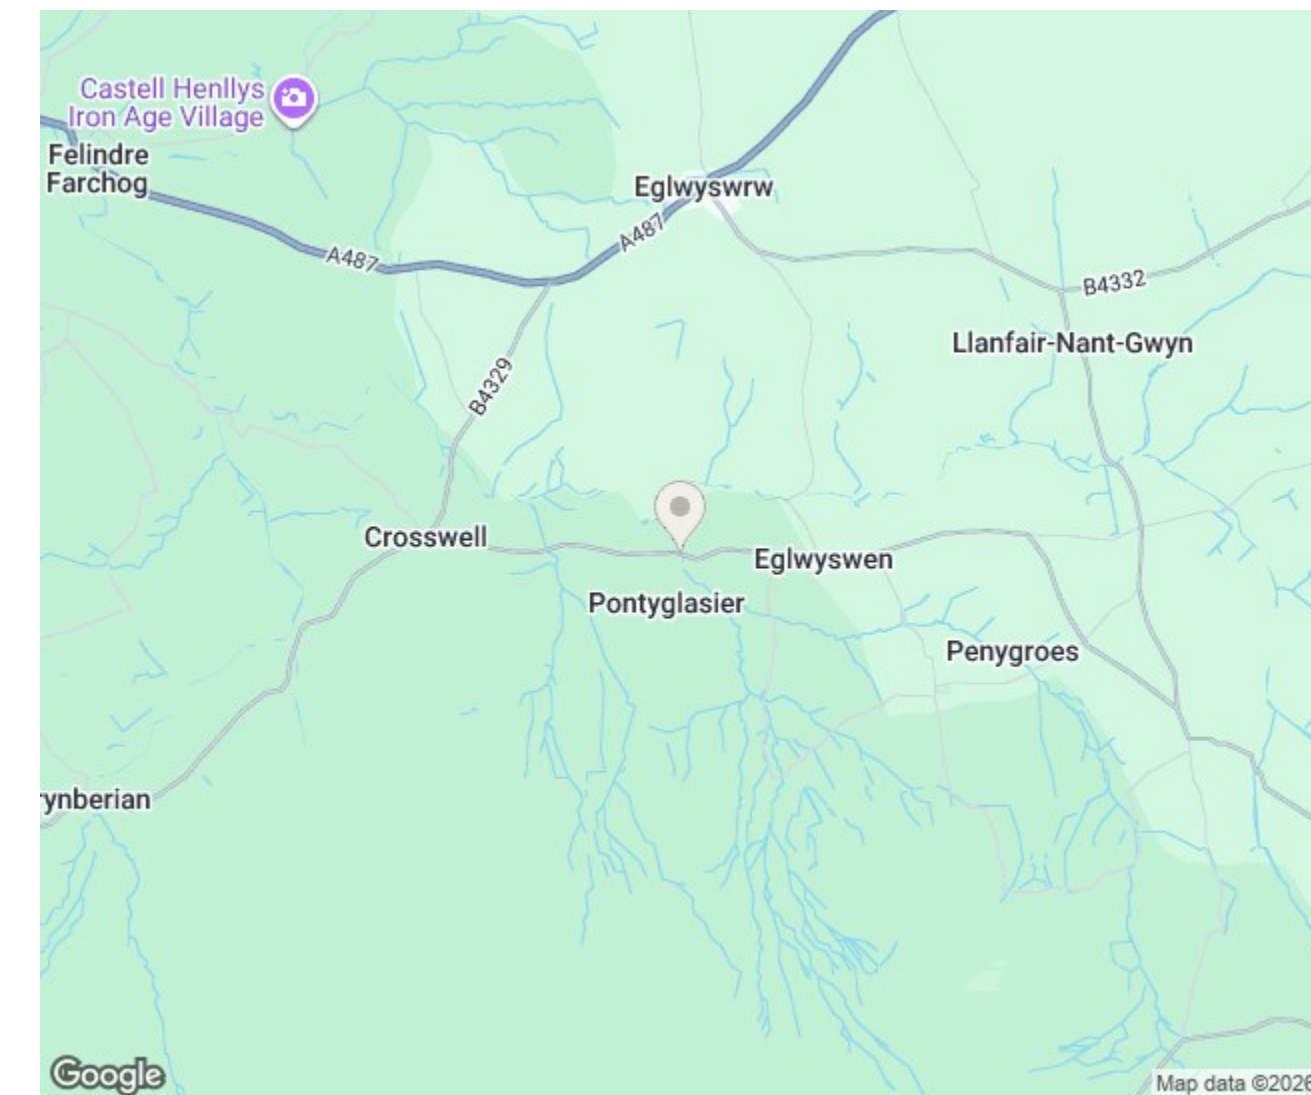 Castell Henllys
Iron Age Village
Felindre
Farchog
Eglwyswrw
A487
A487
B4332
Llanfair-Nant-Gwyn
B4329
Crosswell
Eglwyswen
Pontyglasier
Penygroes
rynberian
Google
Map data ©2026